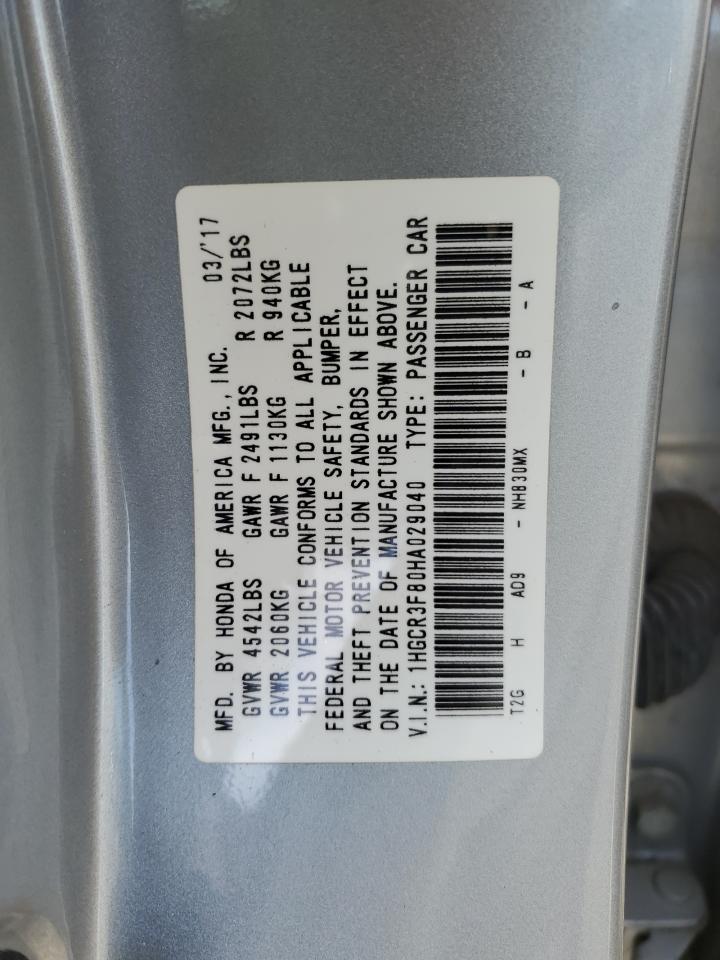 MFD. BY HONDA OF AMERICA MFG., INC. 03/'17
GVWR 4542LBS GAWR F 2491LBS R 2072LBS
GVWR 2060KG GAWR F 1130KG R 940KG
THIS VEHICLE CONFORMS TO ALL APPLICABLE
FEDERAL MOTOR VEHICLE SAFETY, BUMPER,
AND THEFT PREVENTION STANDARDS IN EFFECT
ON THE DATE OF MANUFACTURE SHOWN ABOVE.
V.I.N.: 1HGCR3F80HA029040 TYPE: PASSENGER CAR
T2G H AD9 - NH830MX - B - A